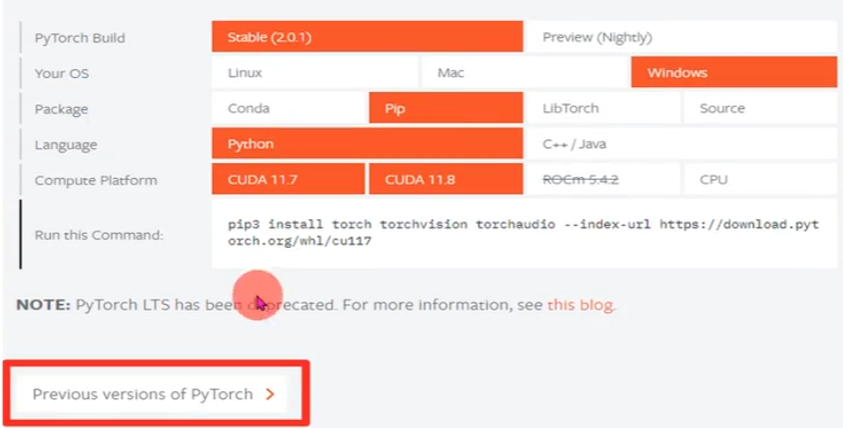 PyTorch Build Stable (2.0.1) Preview (Nightly)
Your OS Linux Mac Windows
Package Conda Pip LibTorch Source
Language Python C++ / Java
Compute Platform CUDA 11.7 CUDA 11.8 ROCm 5.4.2 CPU
Run this Command: pip3 install torch torchvision torchaudio --index-url https://download.pyt
orch.org/whl/cu117
NOTE: PyTorch LTS has been deprecated. For more information, see this blog.
Previous versions of PyTorch >